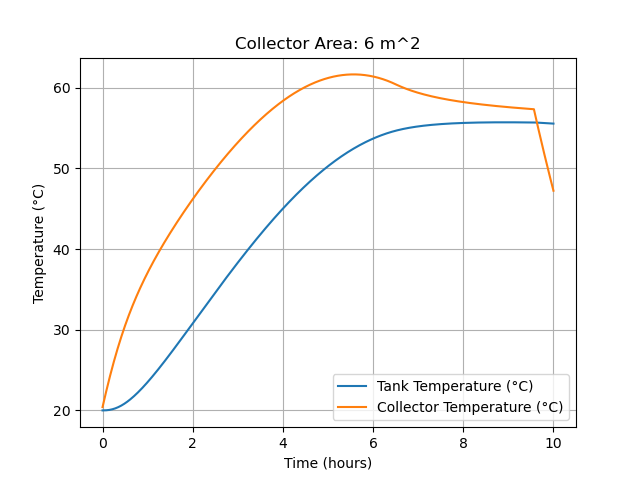 Collector Area: 6 m^2
Temperature (°C)
60
50
40
30
20
Tank Temperature (°C)
Collector Temperature (°C)
0 2 4 6 8 10
Time (hours)